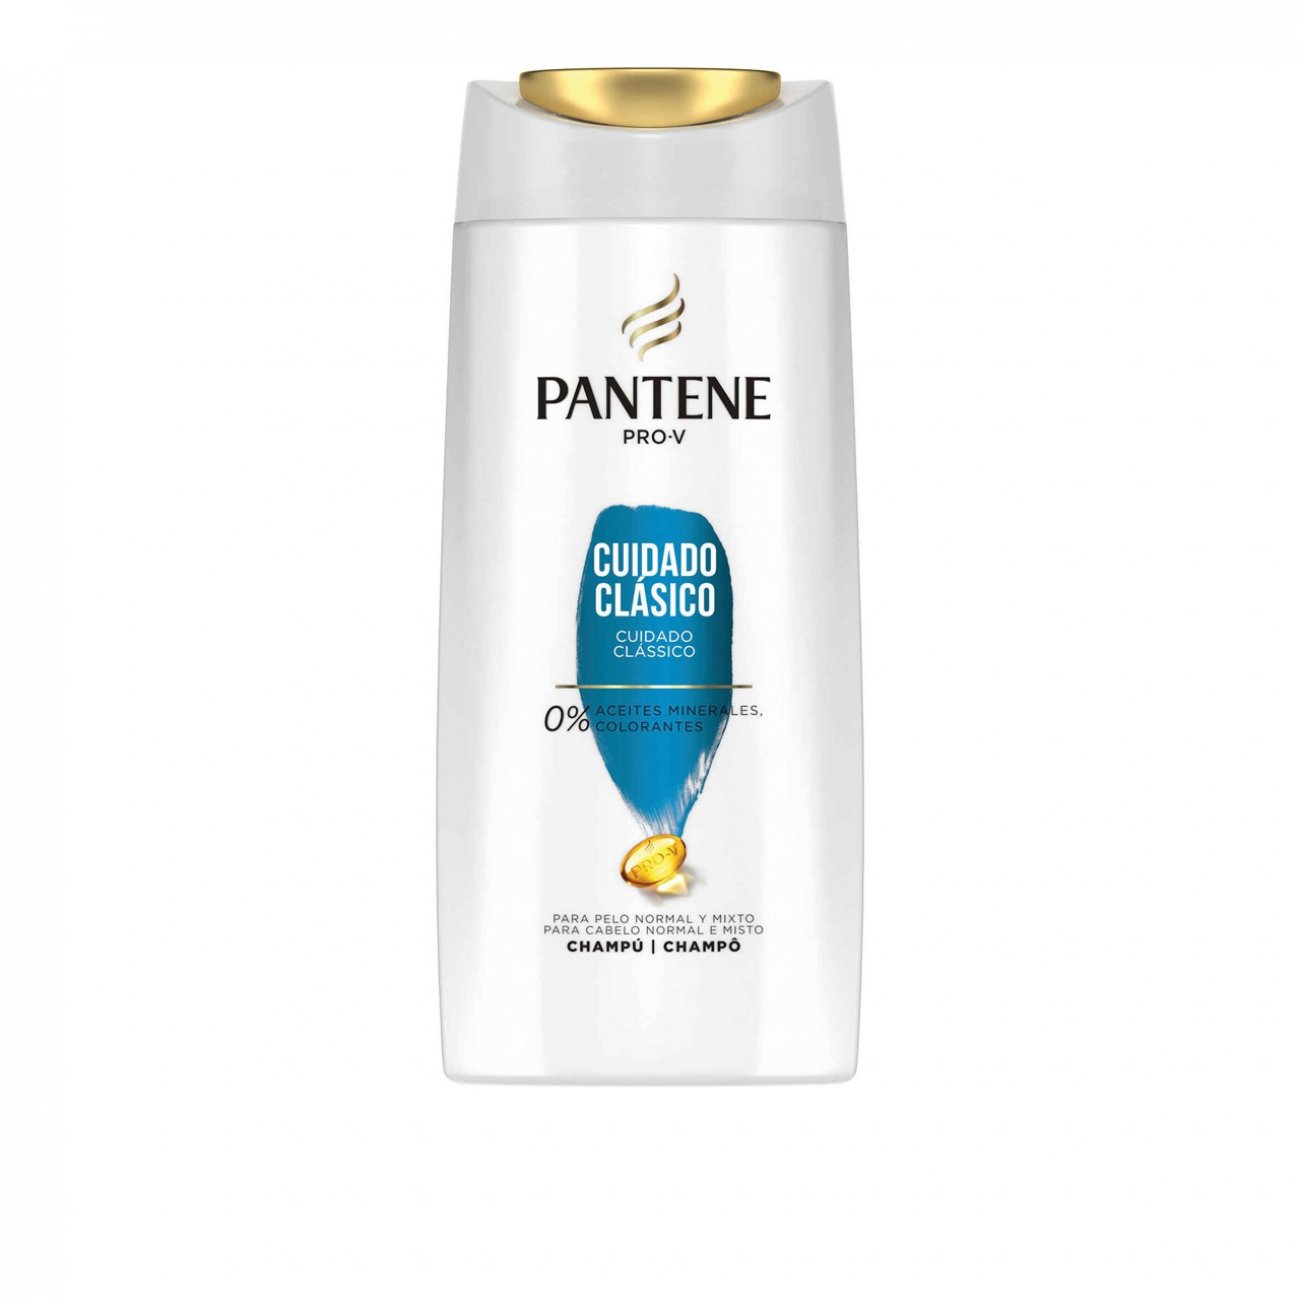 PANTENE
PRO-V
CUIDADO
CLÁSICO
CUIDADO
CLÁSSICO
0% ACEITES MINERALES,
COLORANTES
PRO-V
PARA PELO NORMAL Y MIXTO
PARA CABELO NORMAL E MISTO
CHAMPÚ | CHAMPÔ